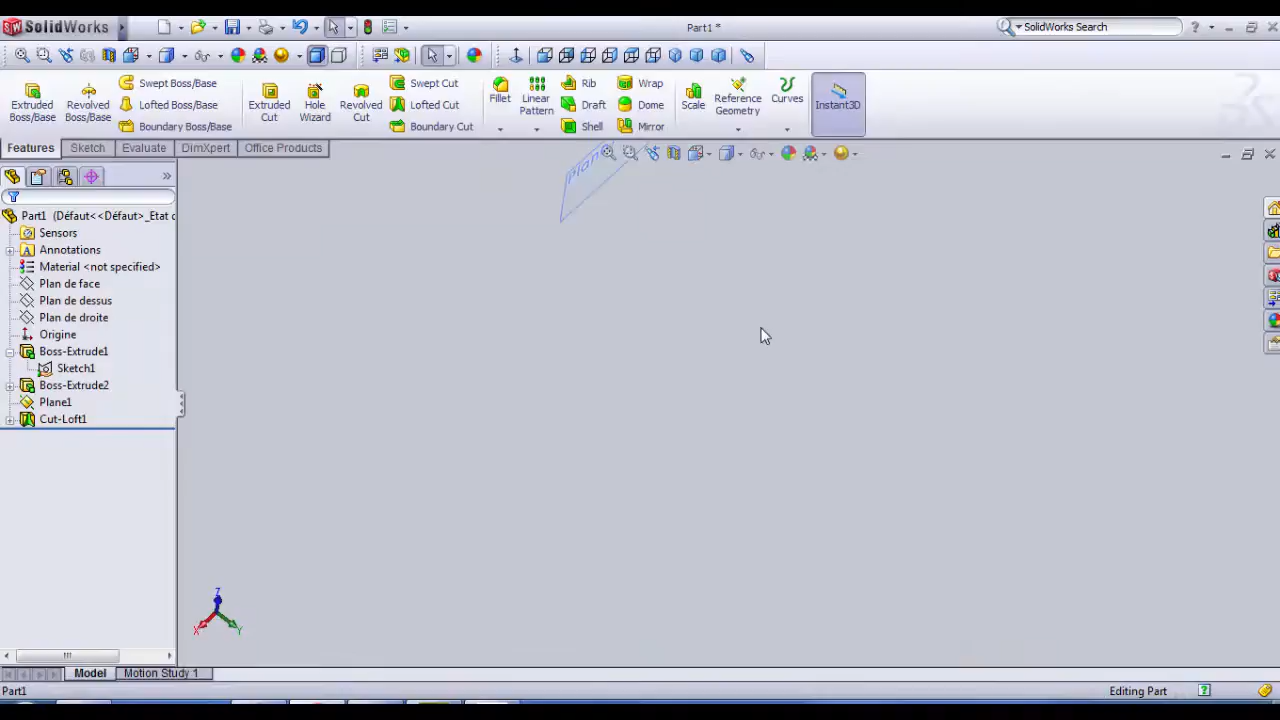 SolidWorks
Part1 *
SolidWorks Search
Extruded Boss/Base
Revolved Boss/Base
Swept Boss/Base
Lofted Boss/Base
Boundary Boss/Base
Extruded Cut
Hole Wizard
Revolved Cut
Swept Cut
Lofted Cut
Boundary Cut
Fillet
Linear Pattern
Rib
Draft
Shell
Wrap
Dome
Mirror
Scale
Reference Geometry
Curves
Instant3D
Features
Sketch
Evaluate
DimXpert
Office Products
Part1 (Défaut<<Défaut>_Etat c
Sensors
Annotations
Material <not specified>
Plan de face
Plan de dessus
Plan de droite
Origine
Boss-Extrude1
Sketch1
Boss-Extrude2
Plane1
Cut-Loft1
Plan
Z
X
Y
Model
Motion Study 1
Part1
Editing Part